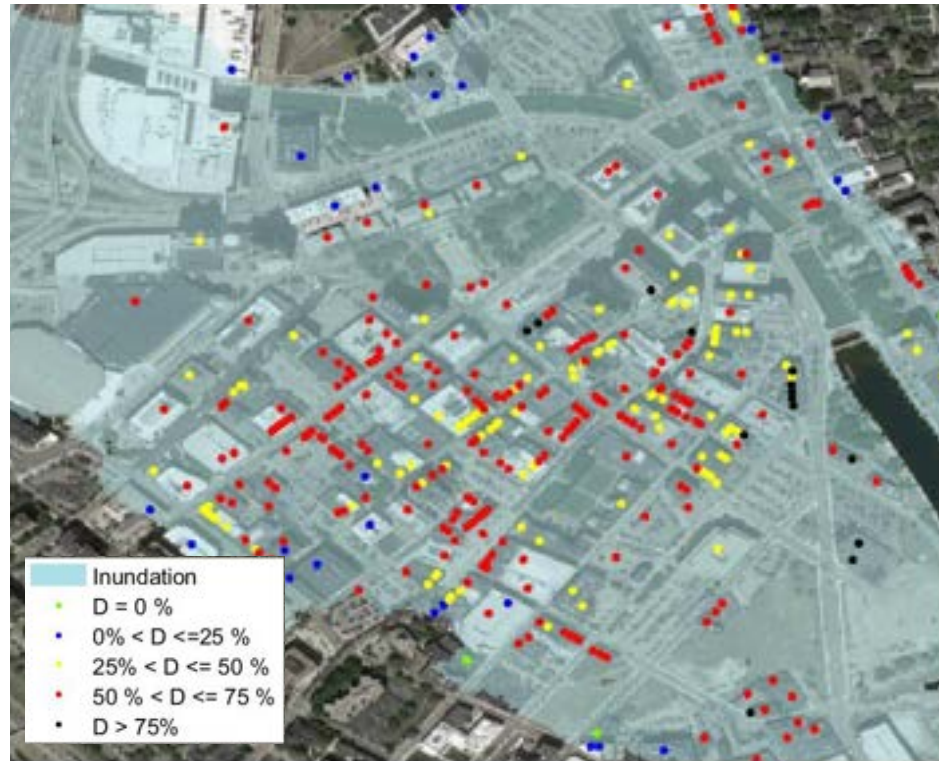 Inundation
D = 0 %
0% < D <=25 %
25% < D <= 50 %
50 % < D <= 75 %
D > 75%